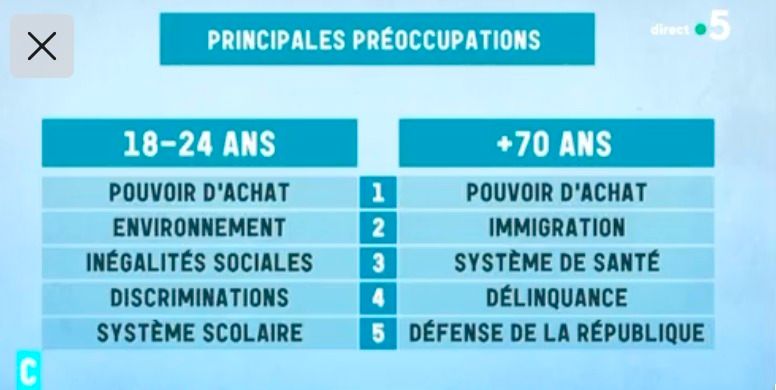 PRINCIPALES PRÉOCCUPATIONS
direct 5
18-24 ANS +70 ANS
POUVOIR D'ACHAT 1 POUVOIR D'ACHAT
ENVIRONNEMENT 2 IMMIGRATION
INÉGALITÉS SOCIALES 3 SYSTÈME DE SANTÉ
DISCRIMINATIONS 4 DÉLINQUANCE
SYSTÈME SCOLAIRE 5 DÉFENSE DE LA RÉPUBLIQUE
C